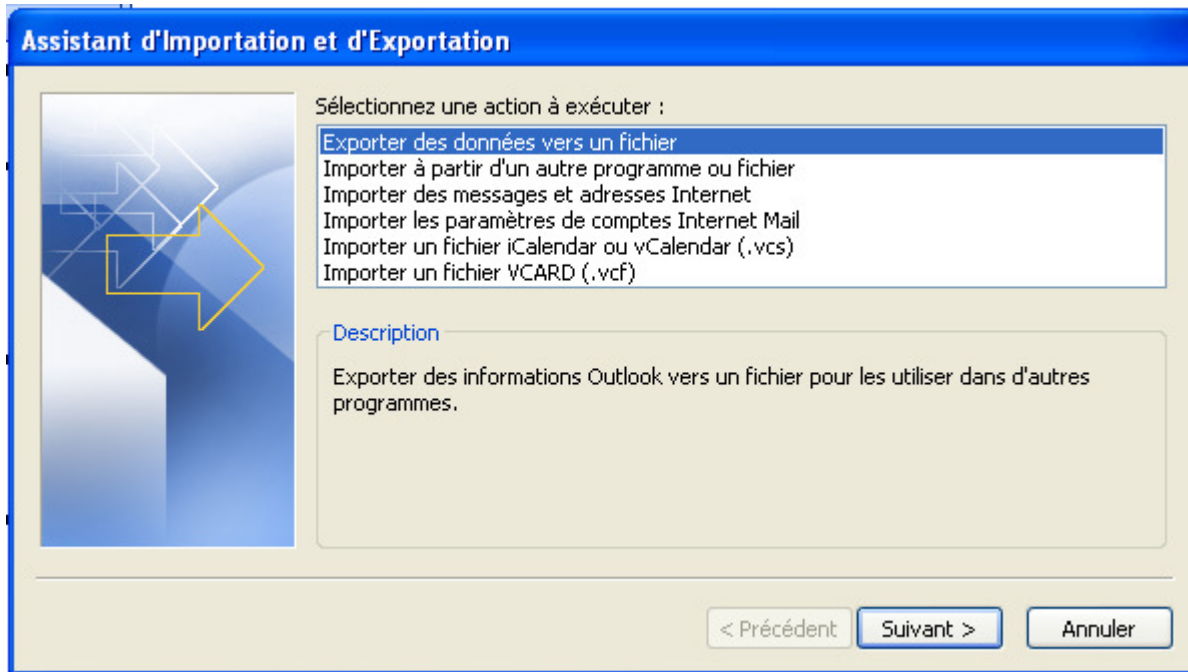 Assistant d'Importation et d'Exportation
Sélectionnez une action à exécuter :
Exporter des données vers un fichier
Importer à partir d'un autre programme ou fichier
Importer des messages et adresses Internet
Importer les paramètres de comptes Internet Mail
Importer un fichier iCalendar ou vCalendar (.vcs)
Importer un fichier VCARD (.vcf)
Description
Exporter des informations Outlook vers un fichier pour les utiliser dans d'autres
programmes.
< Précédent Suivant > Annuler